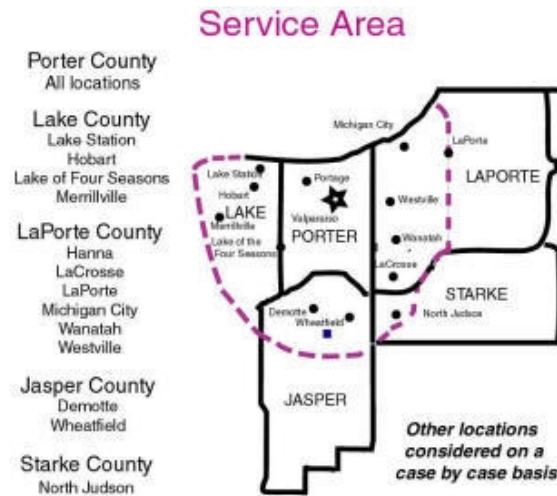 Service Area
Porter County
All locations
Lake County
Lake Station
Hobart
Lake of Four Seasons
Merrillville
LaPorte County
Hanna
LaCrosse
LaPorte
Michigan City
Wanatah
Westville
Jasper County
Demotte
Wheatfield
Starke County
North Judson
Michigan City
LaPorte
LAPORTE
Lake Station
Portage
Hobart
LAKE
Westville
Merrillville
Valparaiso
PORTER
Lake of the
Four Seasons
Wanatah
LaCrosse
STARKE
Demotte
Wheatfield
North Judson
JASPER
Other locations
considered on a
case by case basis